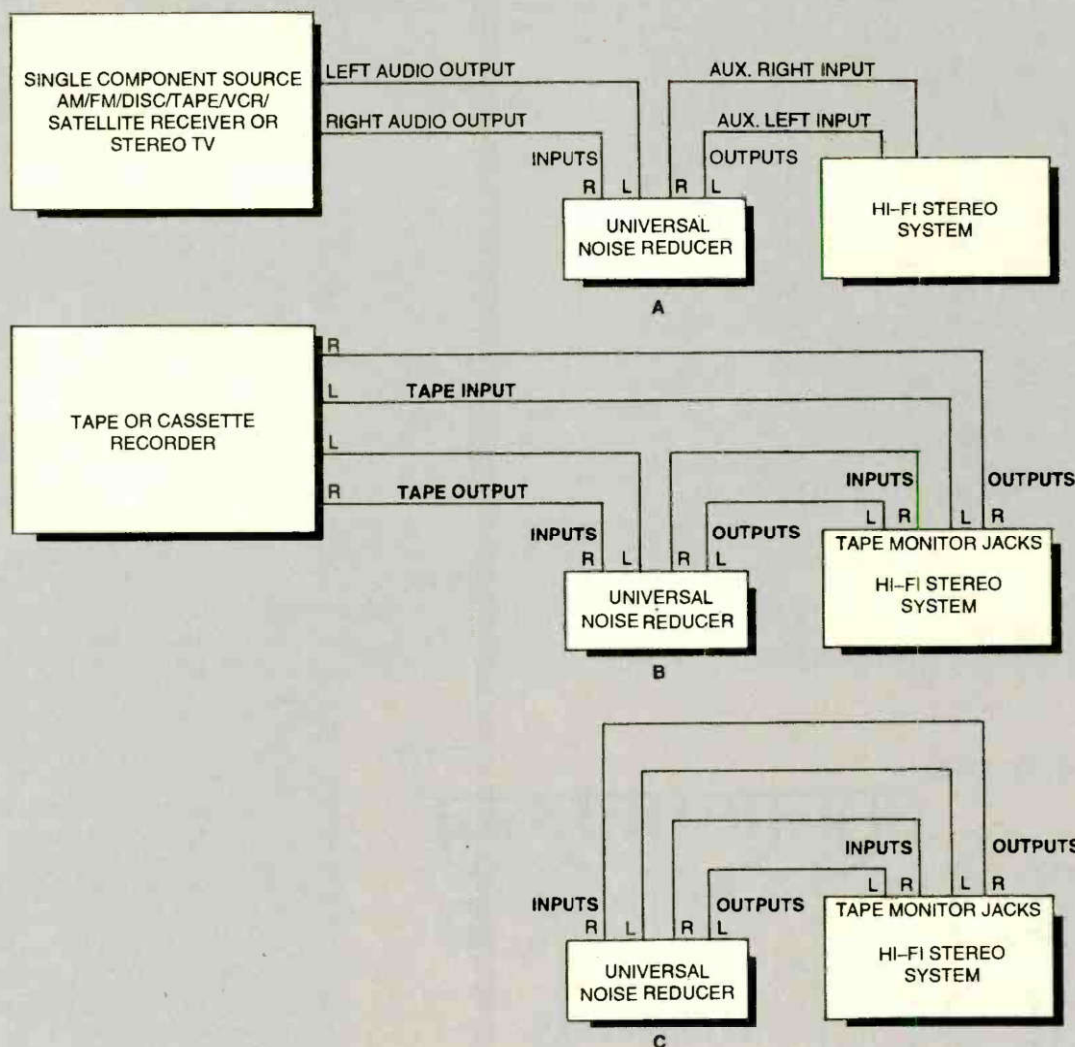 SINGLE COMPONENT SOURCE
AM/FM/DISC/TAPE/VCR/
SATELLITE RECEIVER OR
STEREO TV
LEFT AUDIO OUTPUT
RIGHT AUDIO OUTPUT
INPUTS
R L
AUX. RIGHT INPUT
AUX. LEFT INPUT
OUTPUTS
R L
UNIVERSAL
NOISE REDUCER
HI-FI STEREO
SYSTEM
A
TAPE OR CASSETTE
RECORDER
R
L TAPE INPUT
L
R TAPE OUTPUT
INPUTS
R L
OUTPUTS
R L
UNIVERSAL
NOISE REDUCER
INPUTS OUTPUTS
L R L R
TAPE MONITOR JACKS
HI-FI STEREO
SYSTEM
B
INPUTS
R L
OUTPUTS
R L
UNIVERSAL
NOISE REDUCER
INPUTS OUTPUTS
L R L R
TAPE MONITOR JACKS
HI-FI STEREO
SYSTEM
C